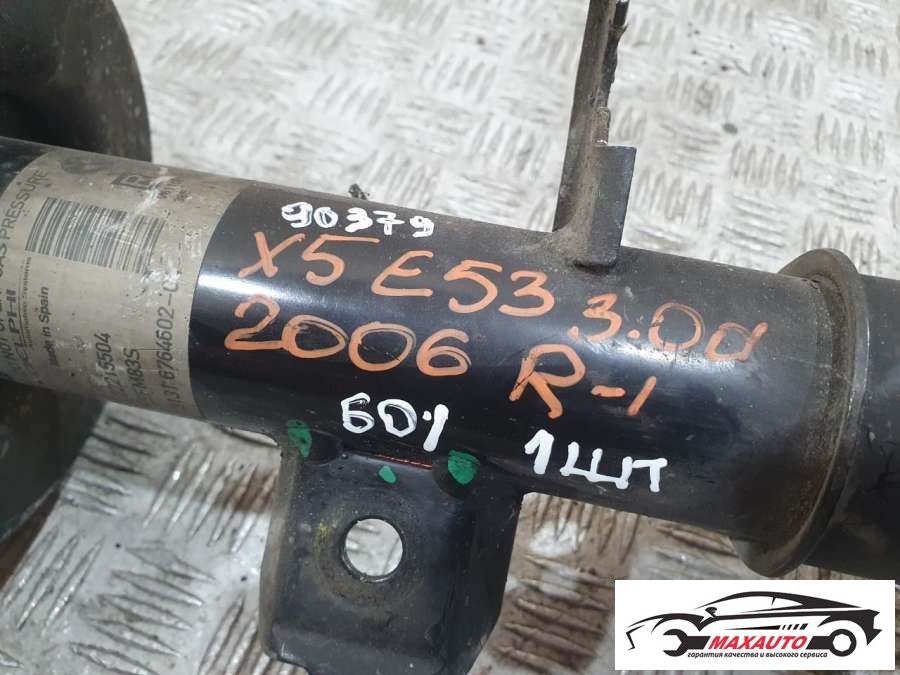 90379
X5 E53 3.0d
2006 R-1
60%
1шт
GAS PRESSURE
Made in Spain
MAXAUTO
гарантия качества и высокого сервиса